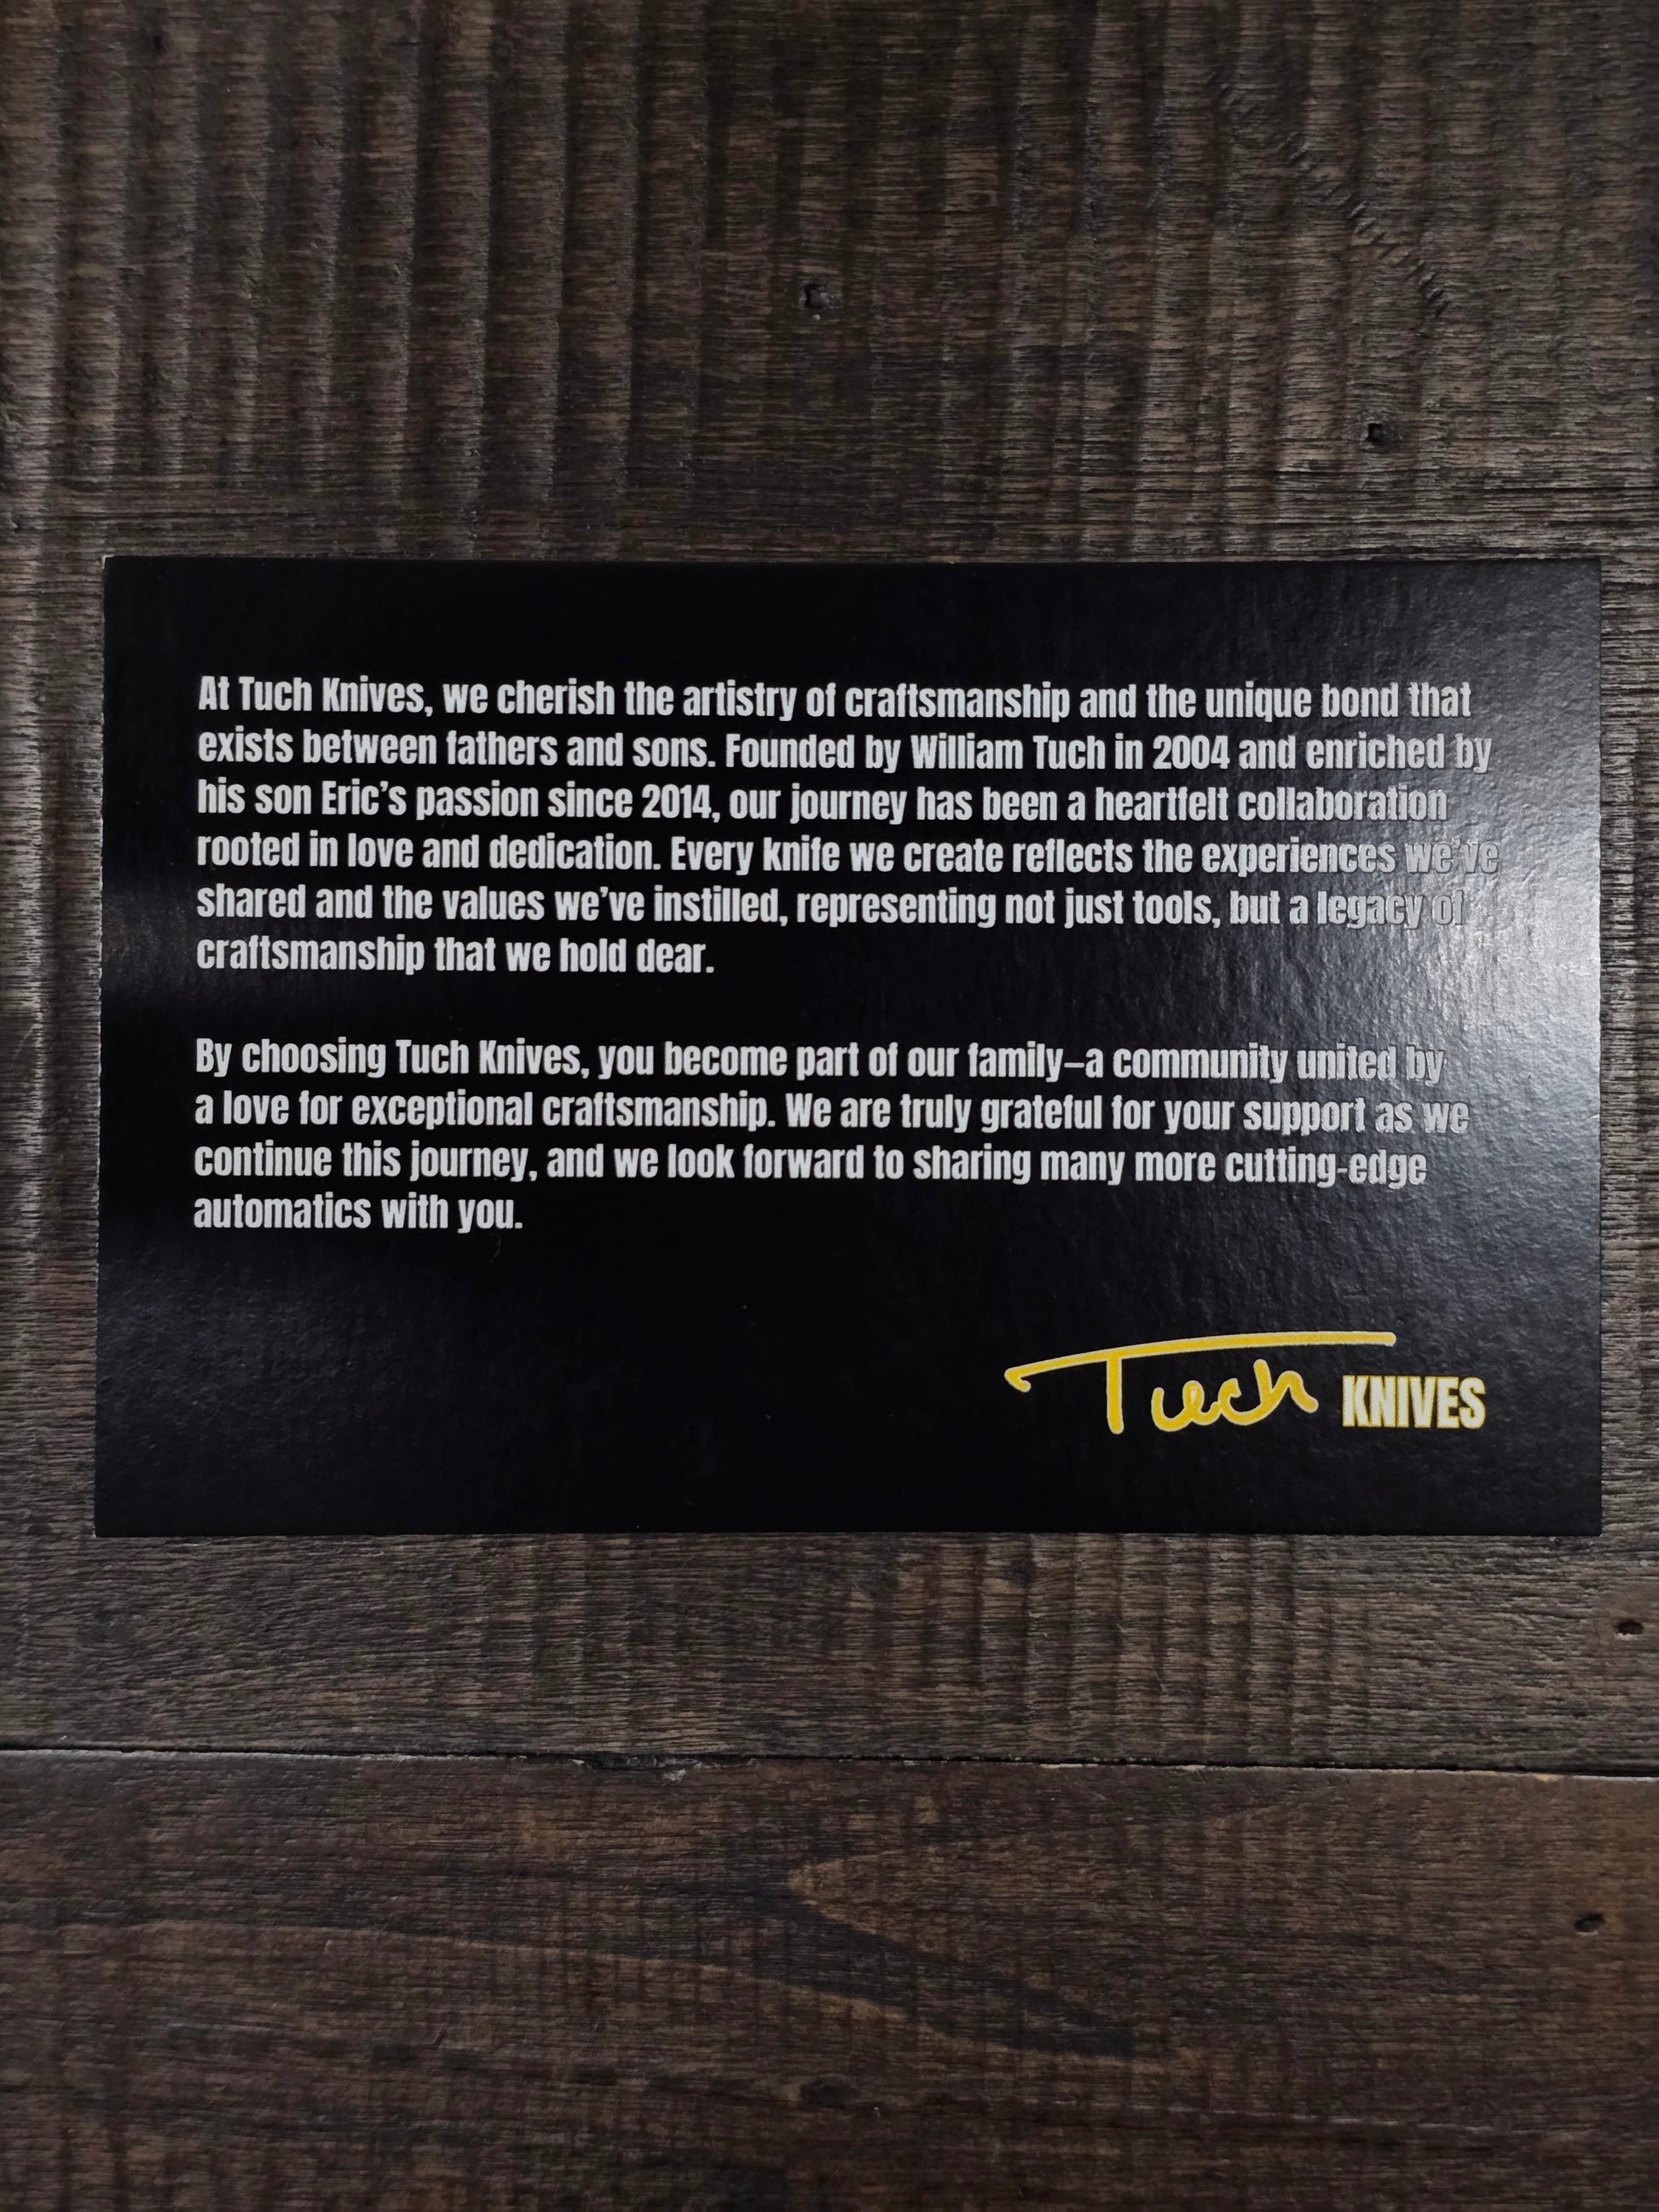 At Tuch Knives, we cherish the artistry of craftsmanship and the unique bond that
exists between fathers and sons. Founded by William Tuch in 2004 and enriched by
his son Eric’s passion since 2014, our journey has been a heartfelt collaboration
rooted in love and dedication. Every knife we create reflects the experiences we’ve
shared and the values we’ve instilled, representing not just tools, but a legacy of
craftsmanship that we hold dear.
By choosing Tuch Knives, you become part of our family–a community united by
a love for exceptional craftsmanship. We are truly grateful for your support as we
continue this journey, and we look forward to sharing many more cutting-edge
automatics with you.
Tuch KNIVES